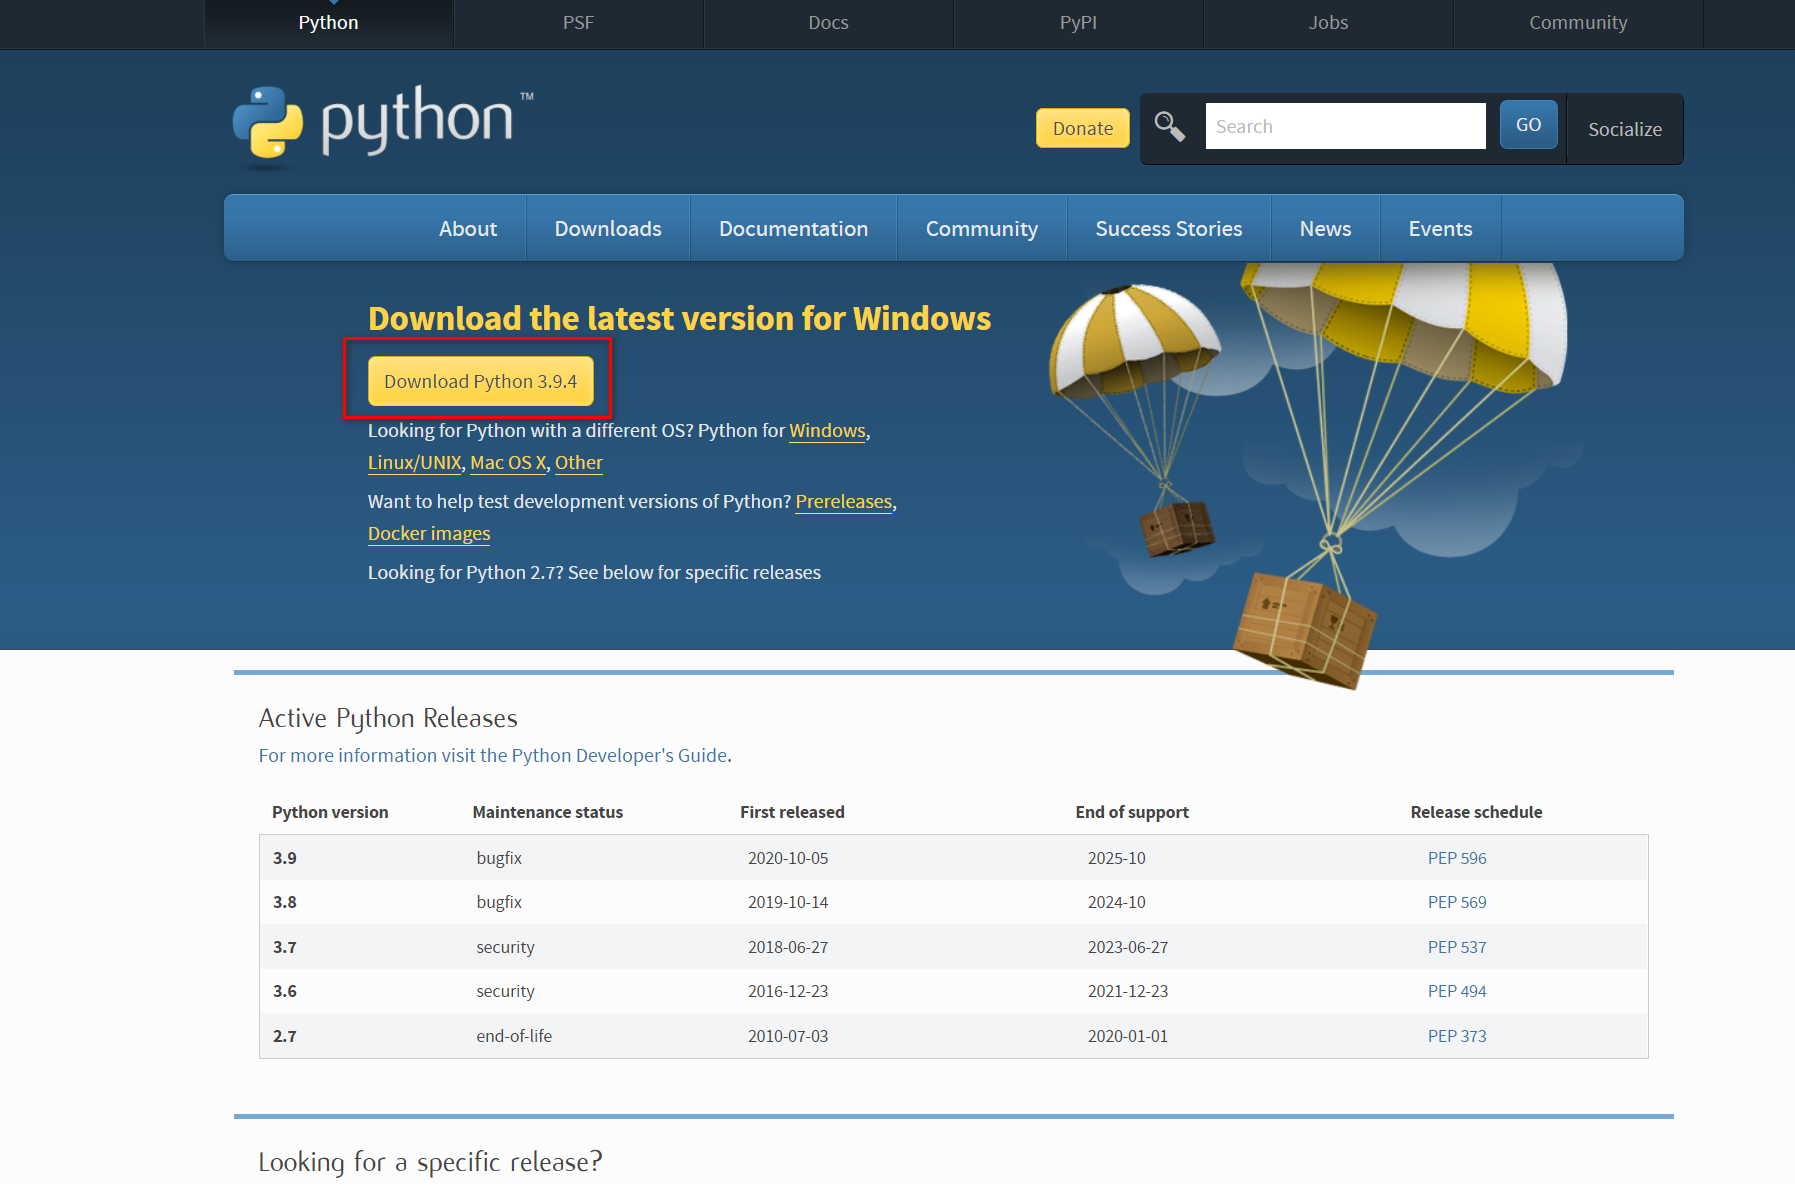 Python PSF Docs PyPI Jobs Community
python™
Donate Search GO Socialize
About Downloads Documentation Community Success Stories News Events
Download the latest version for Windows
Download Python 3.9.4
Looking for Python with a different OS? Python for Windows,
Linux/UNIX, Mac OS X, Other
Want to help test development versions of Python? Prereleases,
Docker images
Looking for Python 2.7? See below for specific releases
Active Python Releases
For more information visit the Python Developer's Guide.
Python version Maintenance status First released End of support Release schedule
3.9 bugfix 2020-10-05 2025-10 PEP 596
3.8 bugfix 2019-10-14 2024-10 PEP 569
3.7 security 2018-06-27 2023-06-27 PEP 537
3.6 security 2016-12-23 2021-12-23 PEP 494
2.7 end-of-life 2010-07-03 2020-01-01 PEP 373
Looking for a specific release?